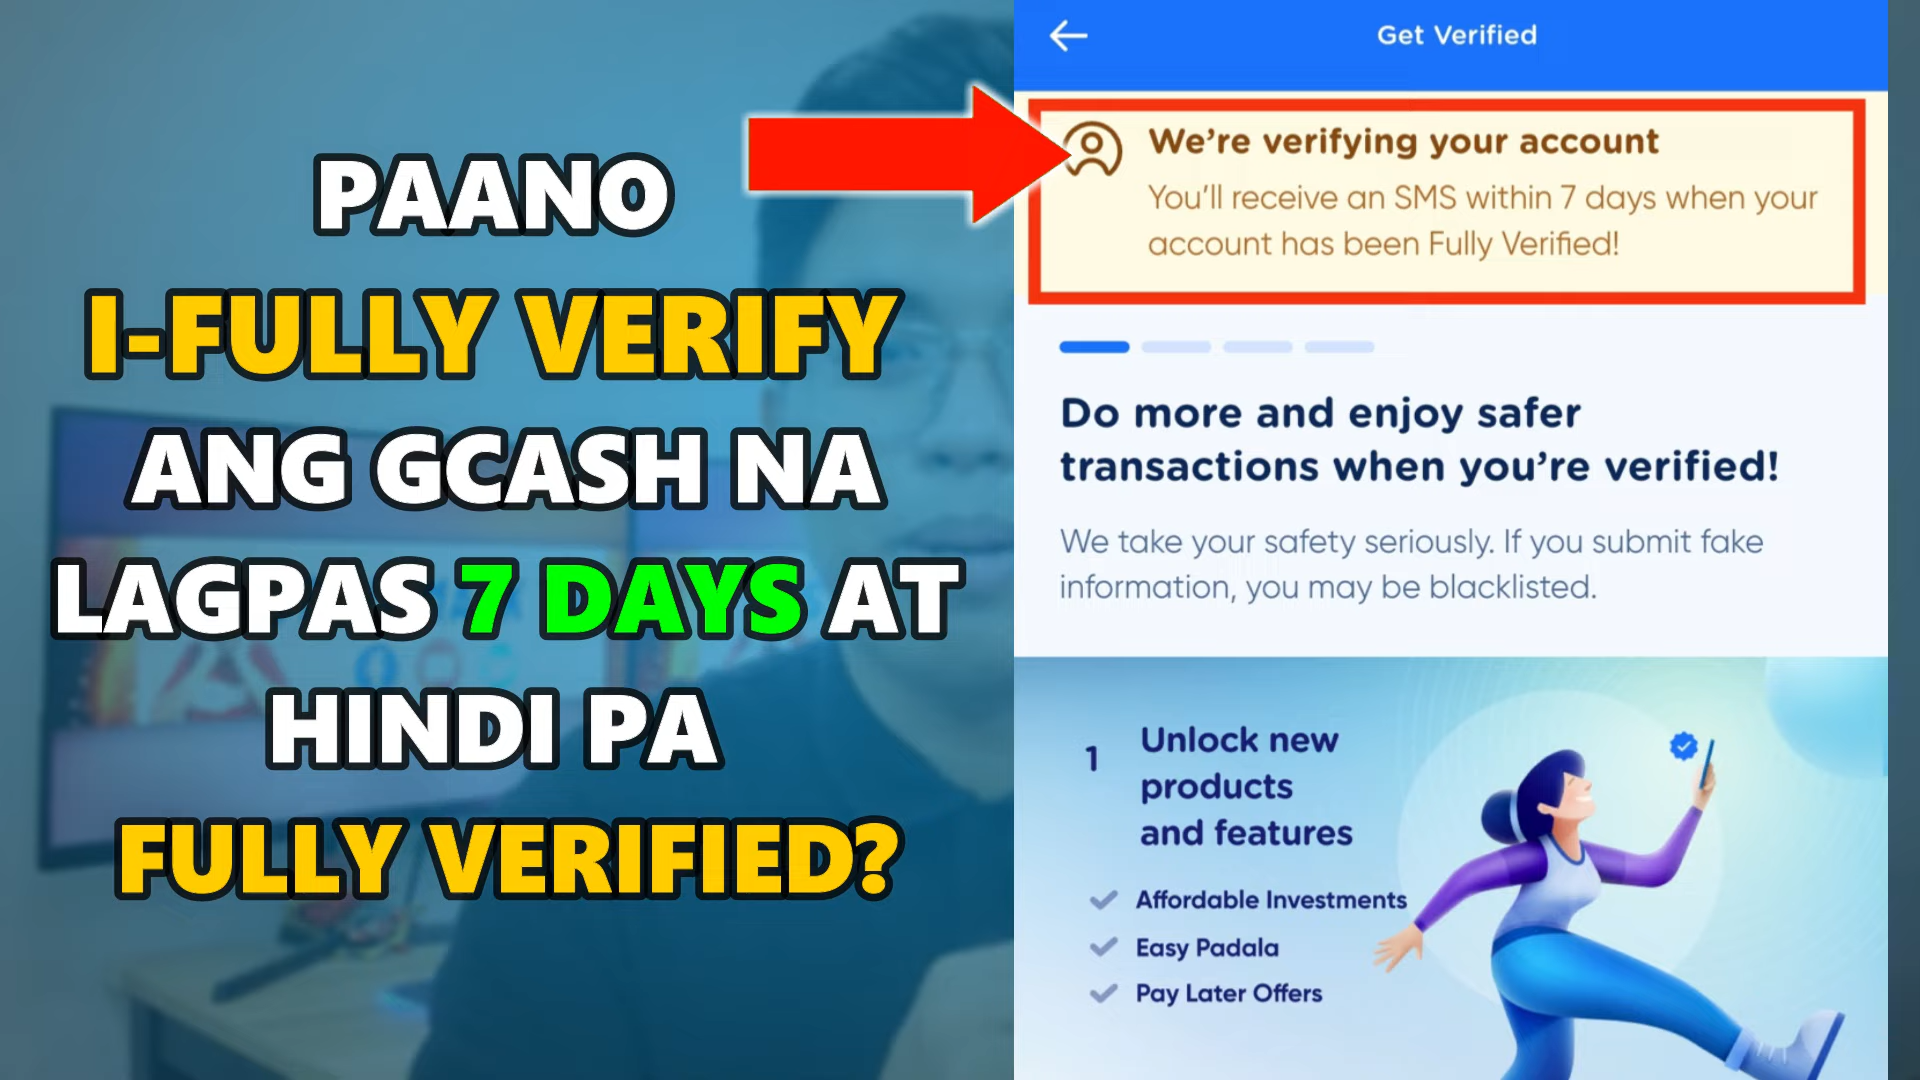 PAANO
I-FULLY VERIFY
ANG GCASH NA
LAGPAS 7 DAYS AT
HINDI PA
FULLY VERIFIED?
Get Verified
We're verifying your account
You'll receive an SMS within 7 days when your
account has been Fully Verified!
Do more and enjoy safer
transactions when you're verified!
We take your safety seriously. If you submit fake
information, you may be blacklisted.
1
Unlock new
products
and features
Affordable Investments
Easy Padala
Pay Later Offers